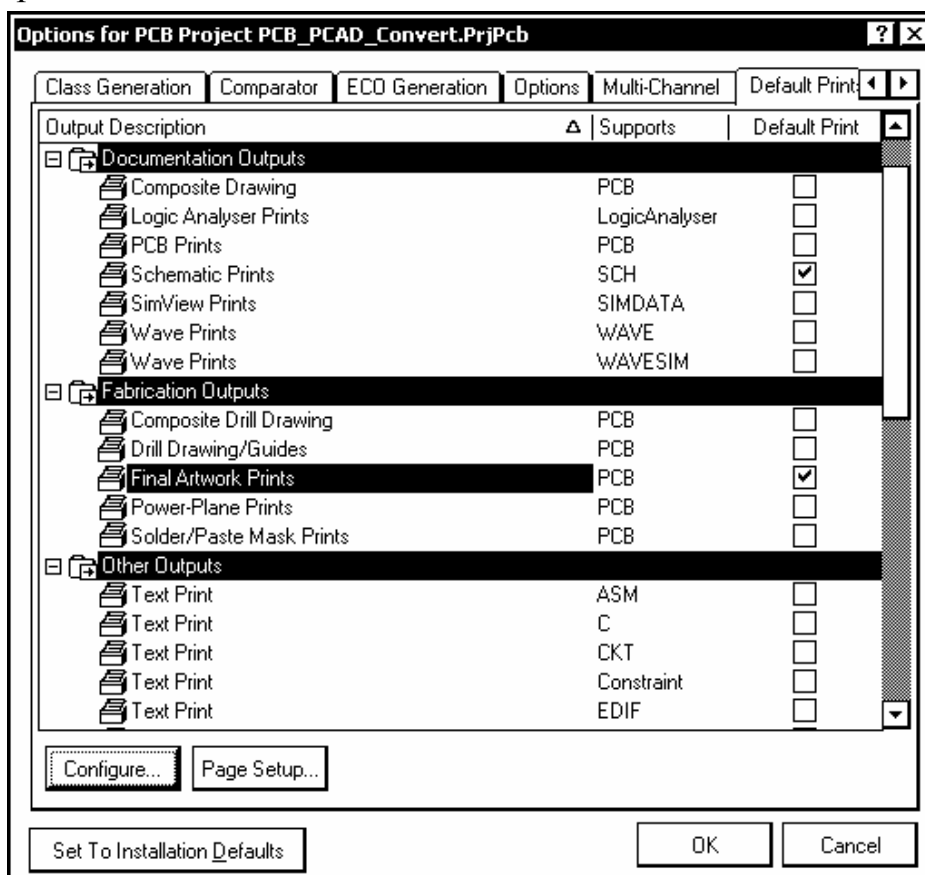 Options for PCB Project PCB_PCAD_Convert.PrjPcb
Class Generation Comparator ECO Generation Options Multi-Channel Default Print
Output Description Supports Default Print
Documentation Outputs
Composite Drawing PCB
Logic Analyser Prints LogicAnalyser
PCB Prints PCB
Schematic Prints SCH
SimView Prints SIMDATA
Wave Prints WAVE
Wave Prints WAVESIM
Fabrication Outputs
Composite Drill Drawing PCB
Drill Drawing/Guides PCB
Final Artwork Prints PCB
Power-Plane Prints PCB
Solder/Paste Mask Prints PCB
Other Outputs
Text Print ASM
Text Print C
Text Print CKT
Text Print Constraint
Text Print EDIF
Configure... Page Setup...
Set To Installation Defaults OK Cancel